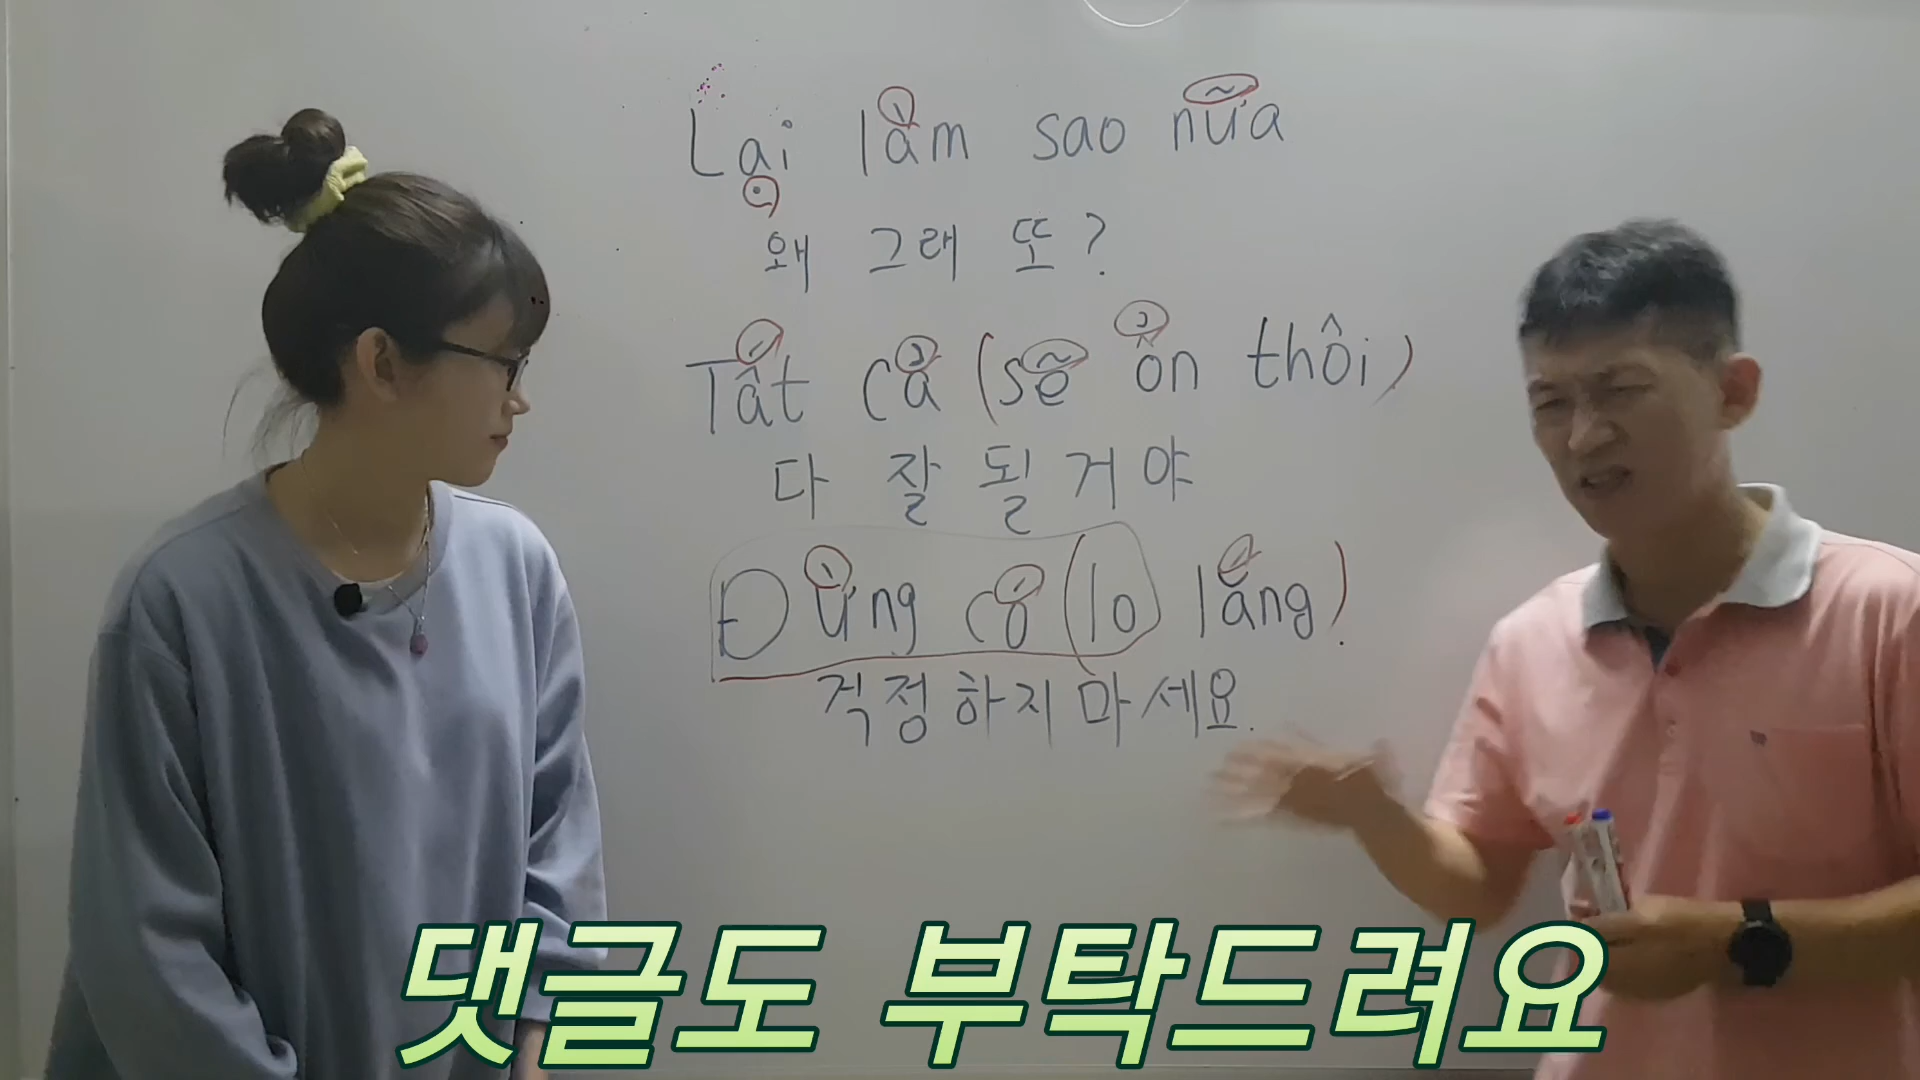 Lại làm sao nữa
왜 그래 또?
Tất cả (sẽ ổn thôi)
다 잘 될 거 야
Đừng cố (lo lắng).
걱정하지 마세요.
댓글도 부탁드려요